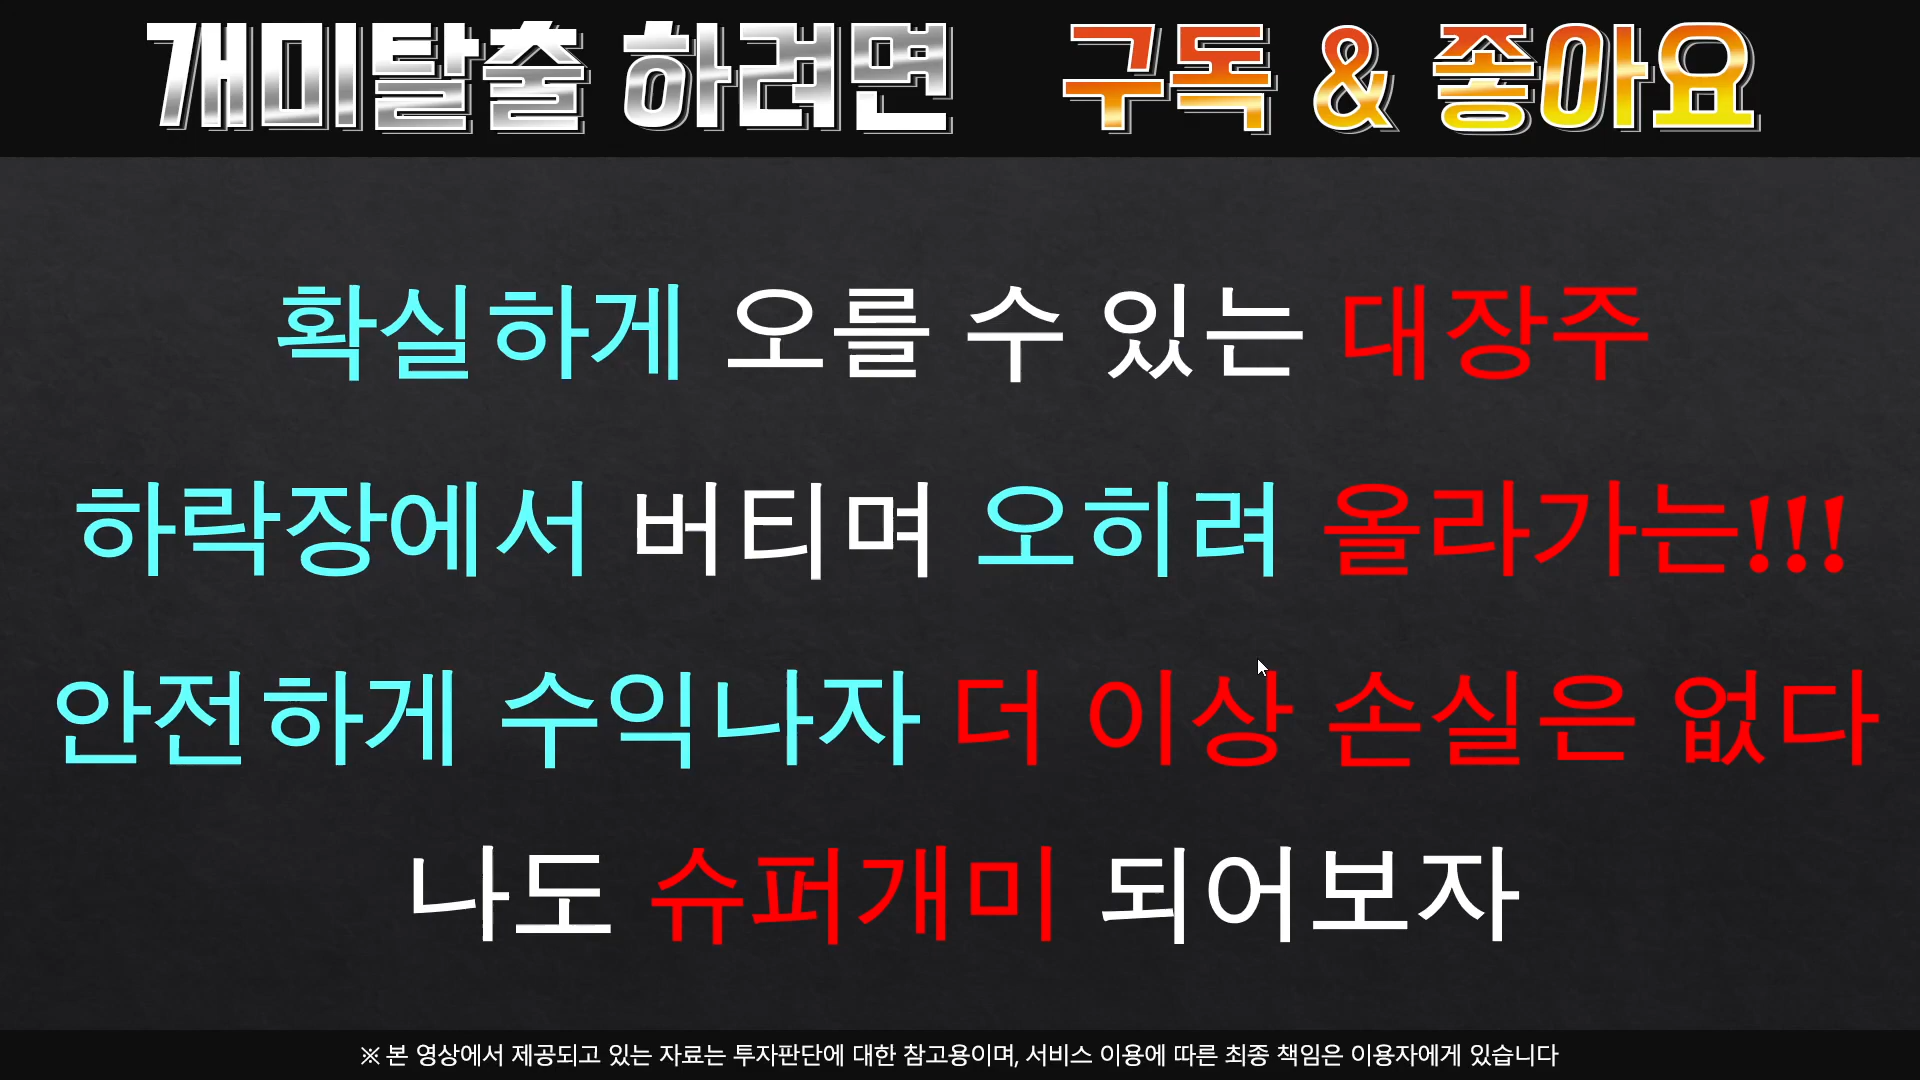 개미탈출 하려면 구독 & 좋아요
확실하게 오를 수 있는 대장주
하락장에서 버티며 오히려 올라가는!!!
안전하게 수익나자 더 이상 손실은 없다
나도 슈퍼개미 되어보자
※ 본 영상에서 제공되고 있는 자료는 투자판단에 대한 참고용이며, 서비스 이용에 따른 최종 책임은 이용자에게 있습니다